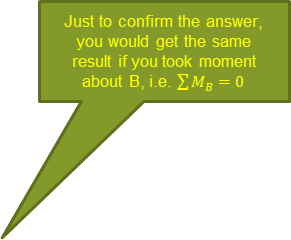 Just to confirm the answer,
you would get the same
result if you took moment
about B, i.e. ∑ M_B = 0